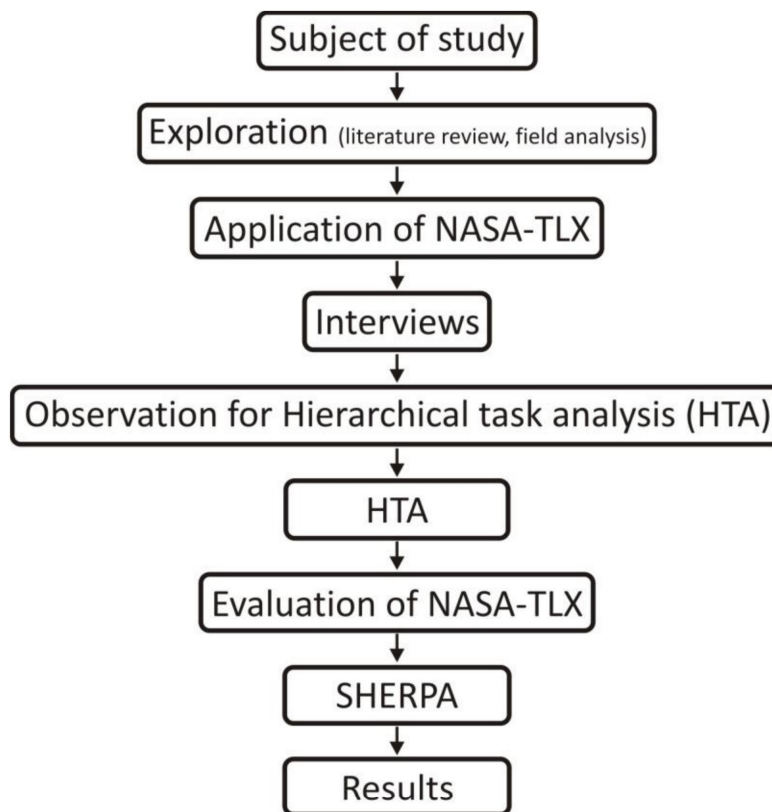 Subject of study
Exploration (literature review, field analysis)
Application of NASA-TLX
Interviews
Observation for Hierarchical task analysis (HTA)
HTA
Evaluation of NASA-TLX
SHERPA
Results